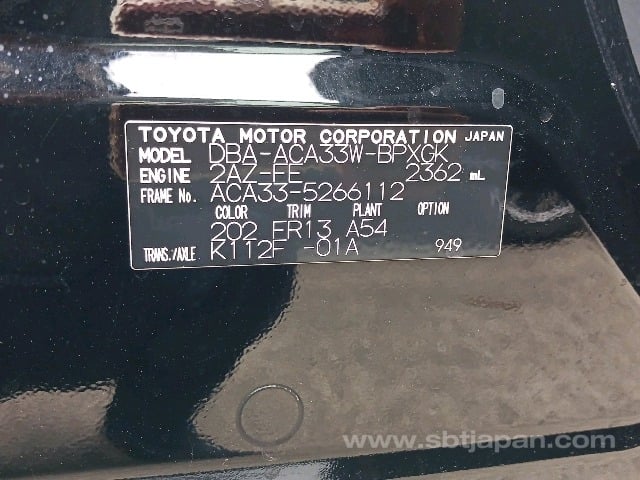 TOYOTA MOTOR CORPORATION JAPAN
MODEL DBA-ACA33W-BPXGK
ENGINE 2AZ-FE 2362 mL
FRAME No. ACA33-5266112
COLOR TRIM PLANT OPTION
202 FR13 A54
TRANS./AXLE K112F -01A 949
www.sbtjapan.com